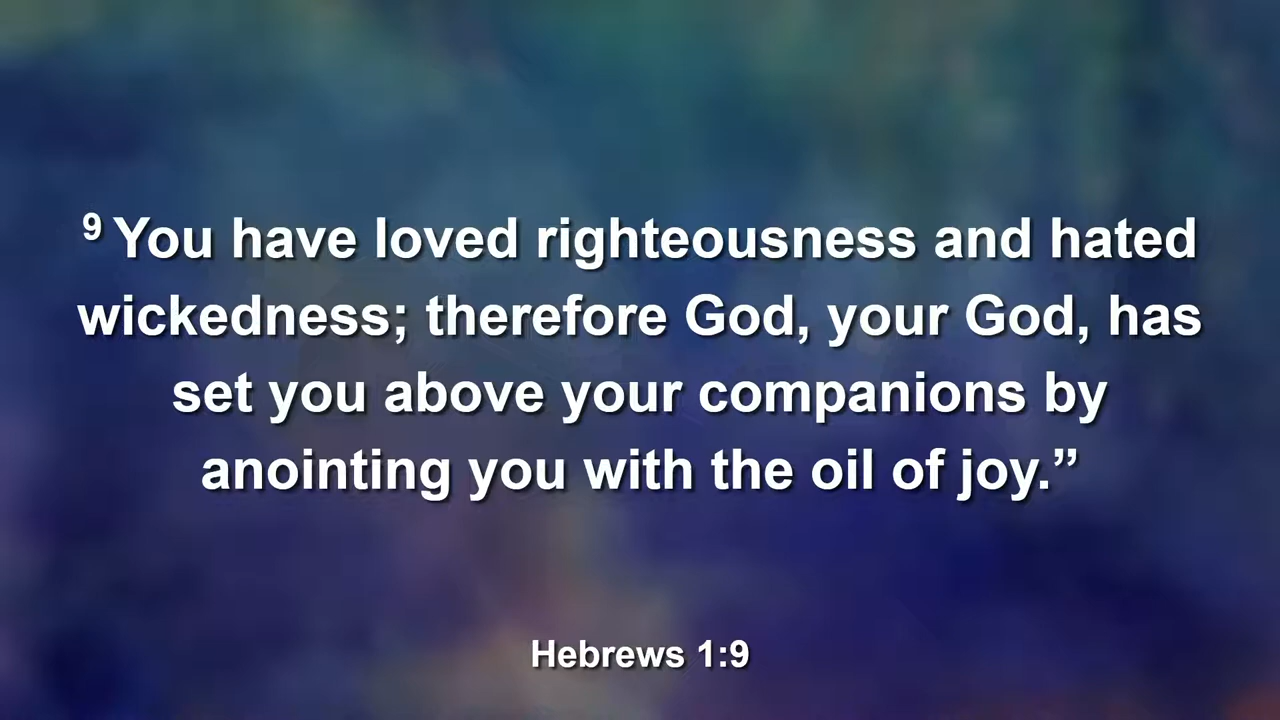 9 You have loved righteousness and hated
wickedness; therefore God, your God, has
set you above your companions by
anointing you with the oil of joy.”
Hebrews 1:9